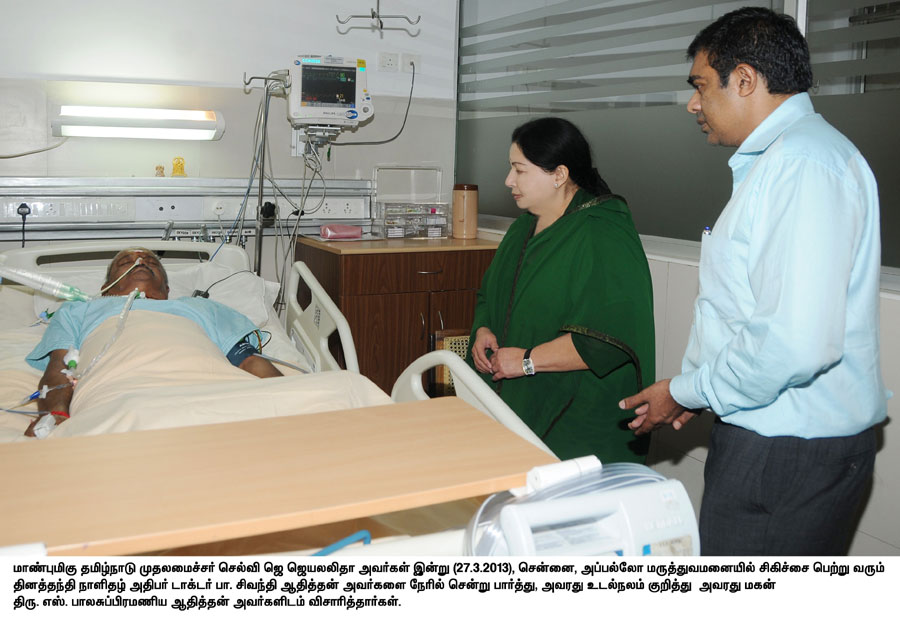 மாண்புமிகு தமிழ்நாடு முதலமைச்சர் செல்வி ஜெ ஜெயலலிதா அவர்கள் இன்று (27.3.2013), சென்னை, அப்பல்லோ மருத்துவமனையில் சிகிச்சை பெற்று வரும்
தினத்தந்தி நாளிதழ் அதிபர் டாக்டர் பா. சிவந்தி ஆதித்தன் அவர்களை நேரில் சென்று பார்த்து, அவரது உடல்நலம் குறித்து அவரது மகன்
திரு. எஸ். பாலசுப்பிரமணிய ஆதித்தன் அவர்களிடம் விசாரித்தார்கள்.